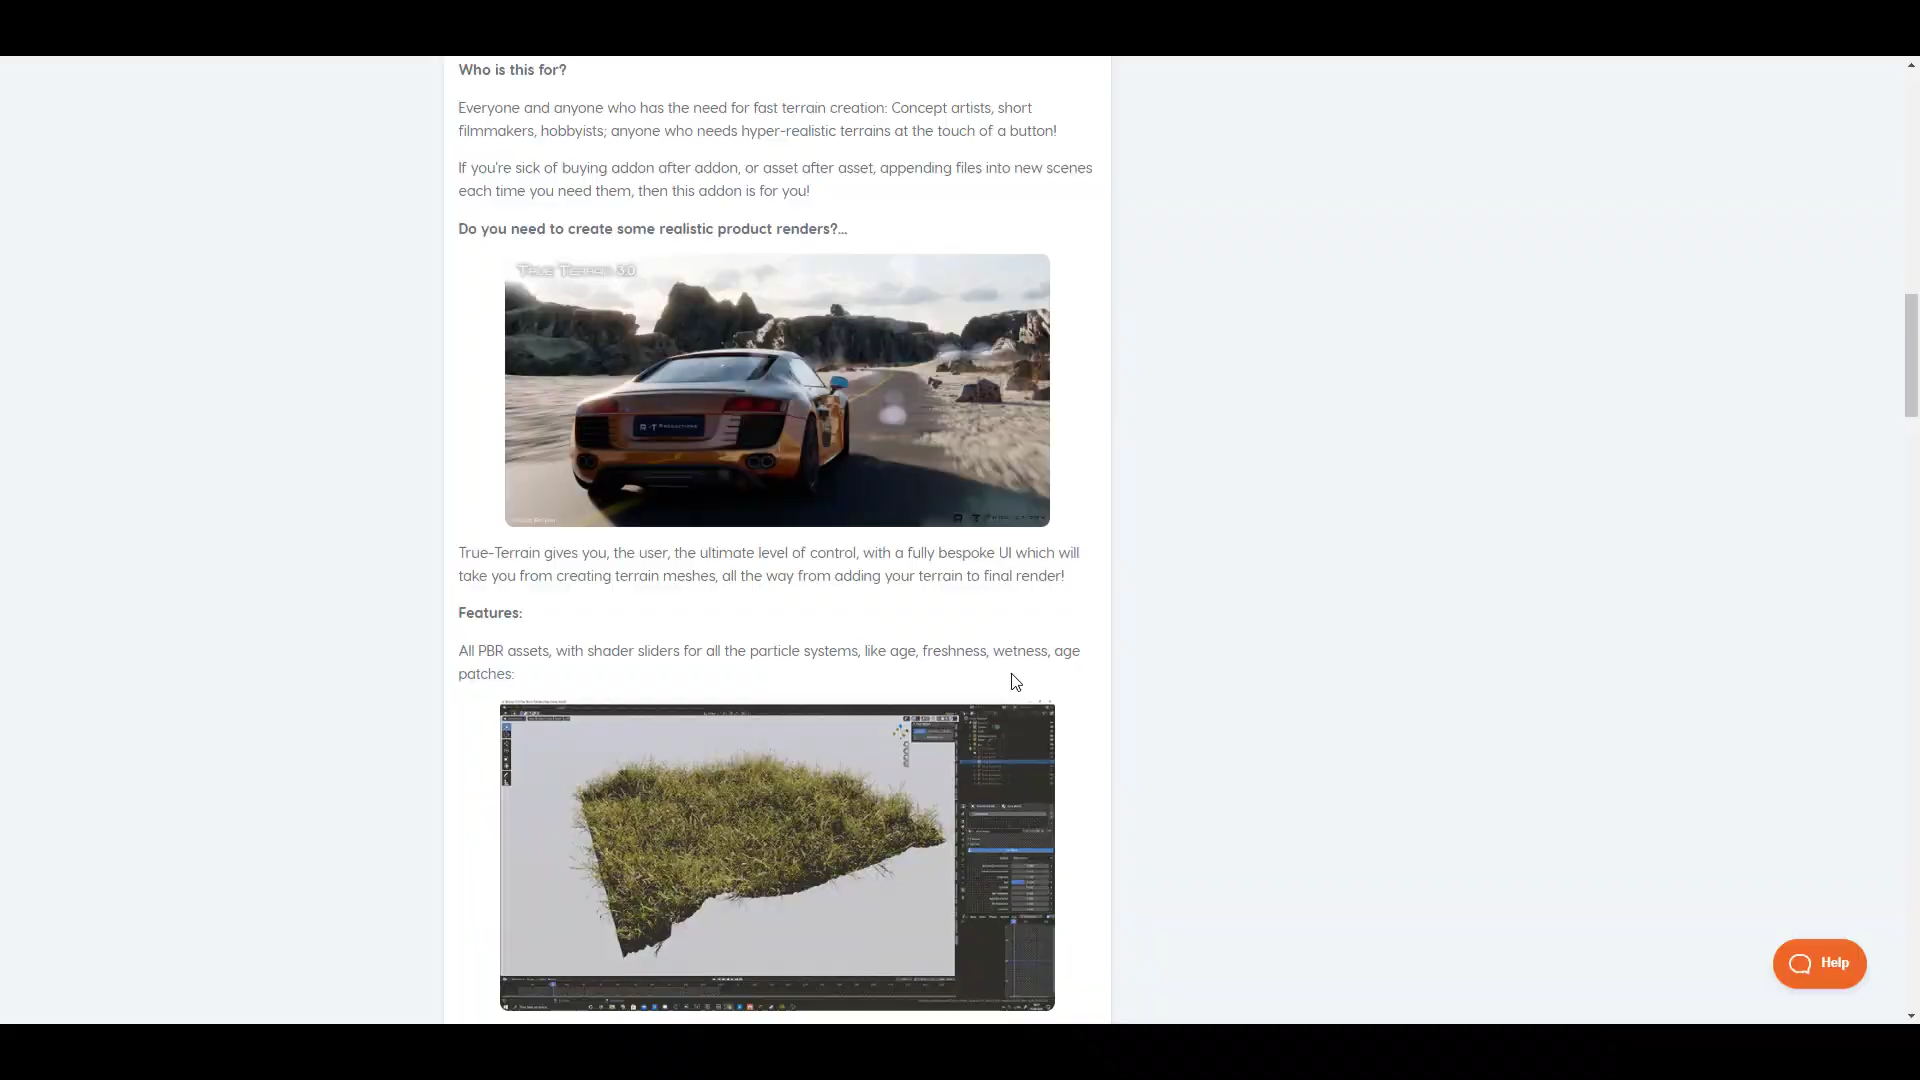 Who is this for?
Everyone and anyone who has the need for fast terrain creation: Concept artists, short
filmmakers, hobbyists; anyone who needs hyper-realistic terrains at the touch of a button!
If you're sick of buying addon after addon, or asset after asset, appending files into new scenes
each time you need them, then this addon is for you!
Do you need to create some realistic product renders?...
TRUE TERRAIN 3.0
PRODUCTIONS
True-Terrain gives you, the user, the ultimate level of control, with a fully bespoke UI which will
take you from creating terrain meshes, all the way from adding your terrain to final render!
Features:
All PBR assets, with shader sliders for all the particle systems, like age, freshness, wetness, age
patches:
Help